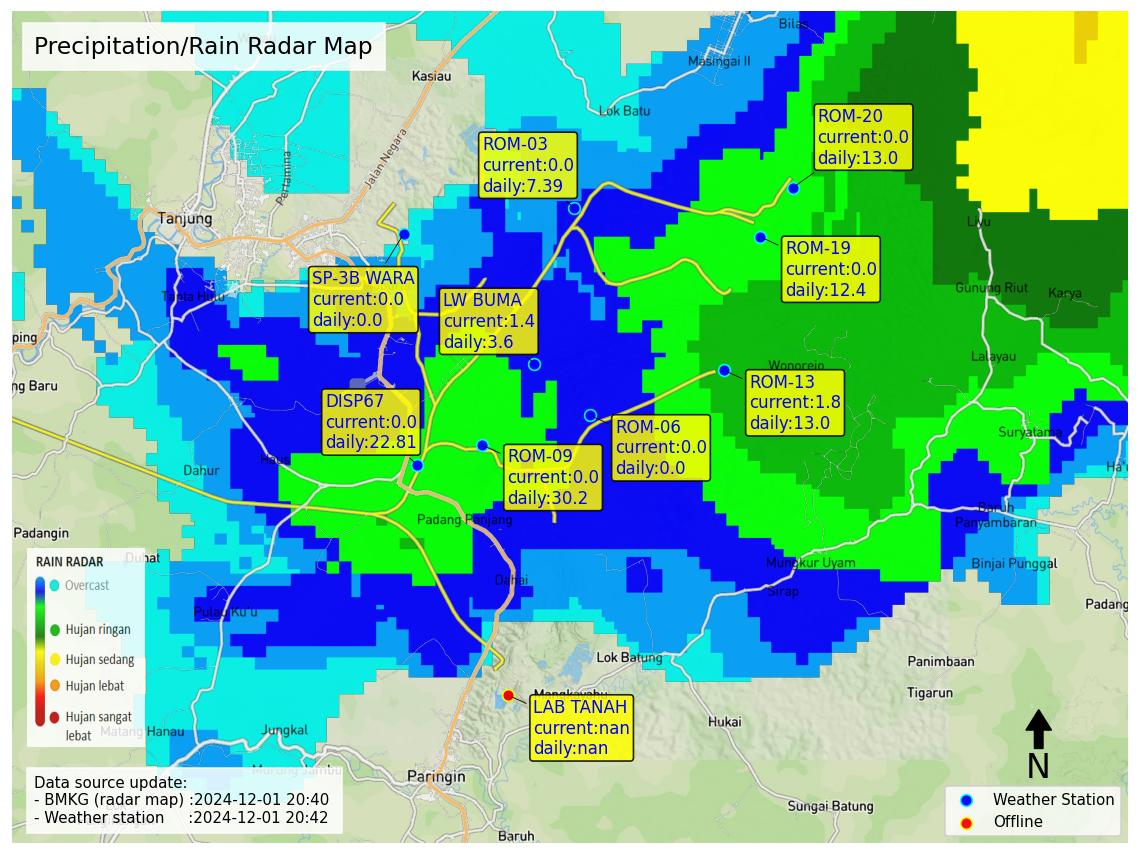 Precipitation/Rain Radar Map
Bilas
Masingai II
Kasiau
Lok Batu
Jalan Negara
Pertamina
Tanjung
ROM-03
current:0.0
daily:7.39
ROM-20
current:0.0
daily:13.0
ROM-19
current:0.0
daily:12.4
SP-3B WARA
current:0.0
daily:0.0
LW BUMA
current:1.4
daily:3.6
Liyu
Gunung Riut
Karya
Tanta Hulu
ping
ng Baru
Lalayau
Wonorejo
ROM-13
current:1.8
daily:13.0
DISP67
current:0.0
daily:22.81
ROM-06
current:0.0
daily:0.0
ROM-09
current:0.0
daily:30.2
Suryatama
Dahur
Haus
Ha'u
Padangin
Padang Panjang
Baruh
Panyambaran
Binjai Punggal
Duhat
Mungkur Uyam
Dahai
Sirap
Pulau Ku'u
Padang
RAIN RADAR
Overcast
Hujan ringan
Hujan sedang
Hujan lebat
Hujan sangat
lebat
Lok Batung
Panimbaan
Tigarun
Mangkayahu
LAB TANAH
current:nan
daily:nan
Matang Hanau
Jungkal
Hukai
Murung Jambu
Paringin
Sungai Batung
Baruh
Data source update:
- BMKG (radar map) :2024-12-01 20:40
- Weather station :2024-12-01 20:42
N
Weather Station
Offline